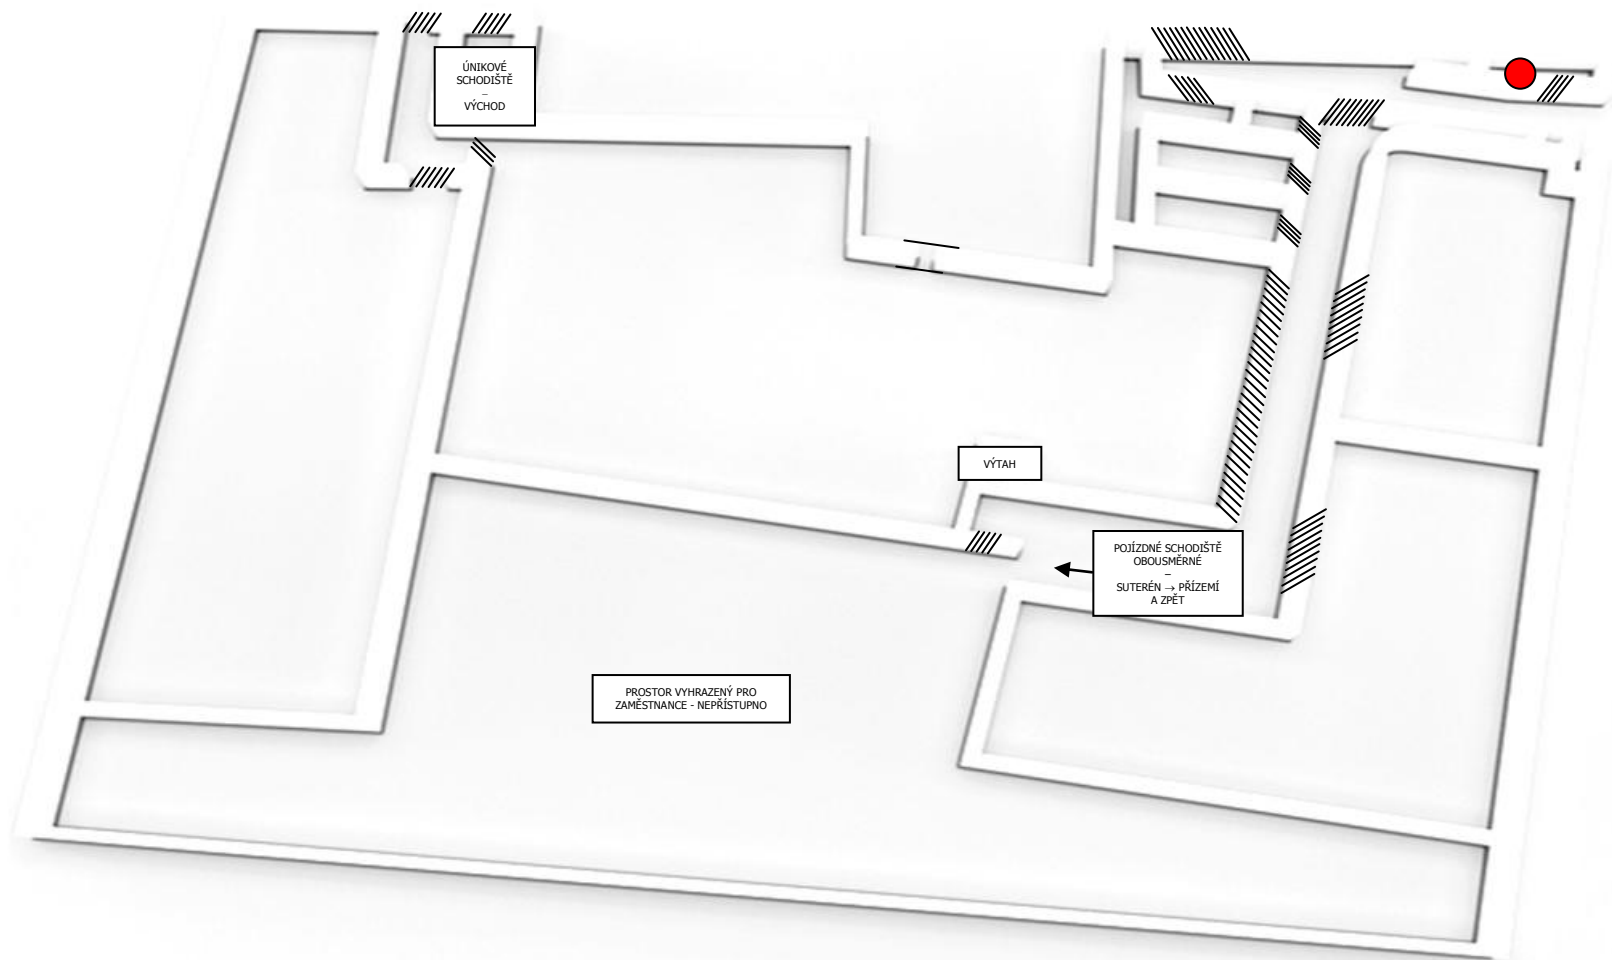 ÚNIKOVÉ
SCHODIŠTĚ
–
VÝCHOD
VÝTAH
POJÍZDNÉ SCHODIŠTĚ
OBOUSMĚRNÉ
–
SUTERÉN → PŘÍZEMÍ
A ZPĚT
PROSTOR VYHRAZENÝ PRO
ZAMĚSTNANCE - NEPŘÍSTUPNO